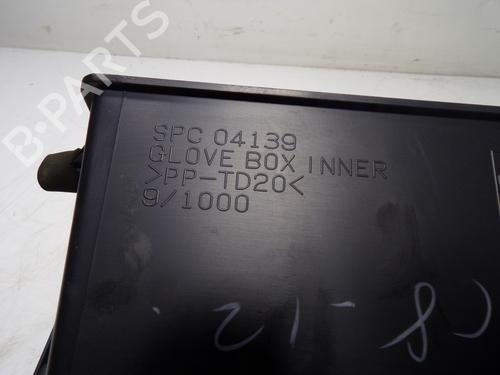 B-PARTS
SPC 04139
GLOVE BOX INNER
>PP-TD20<
9/1000